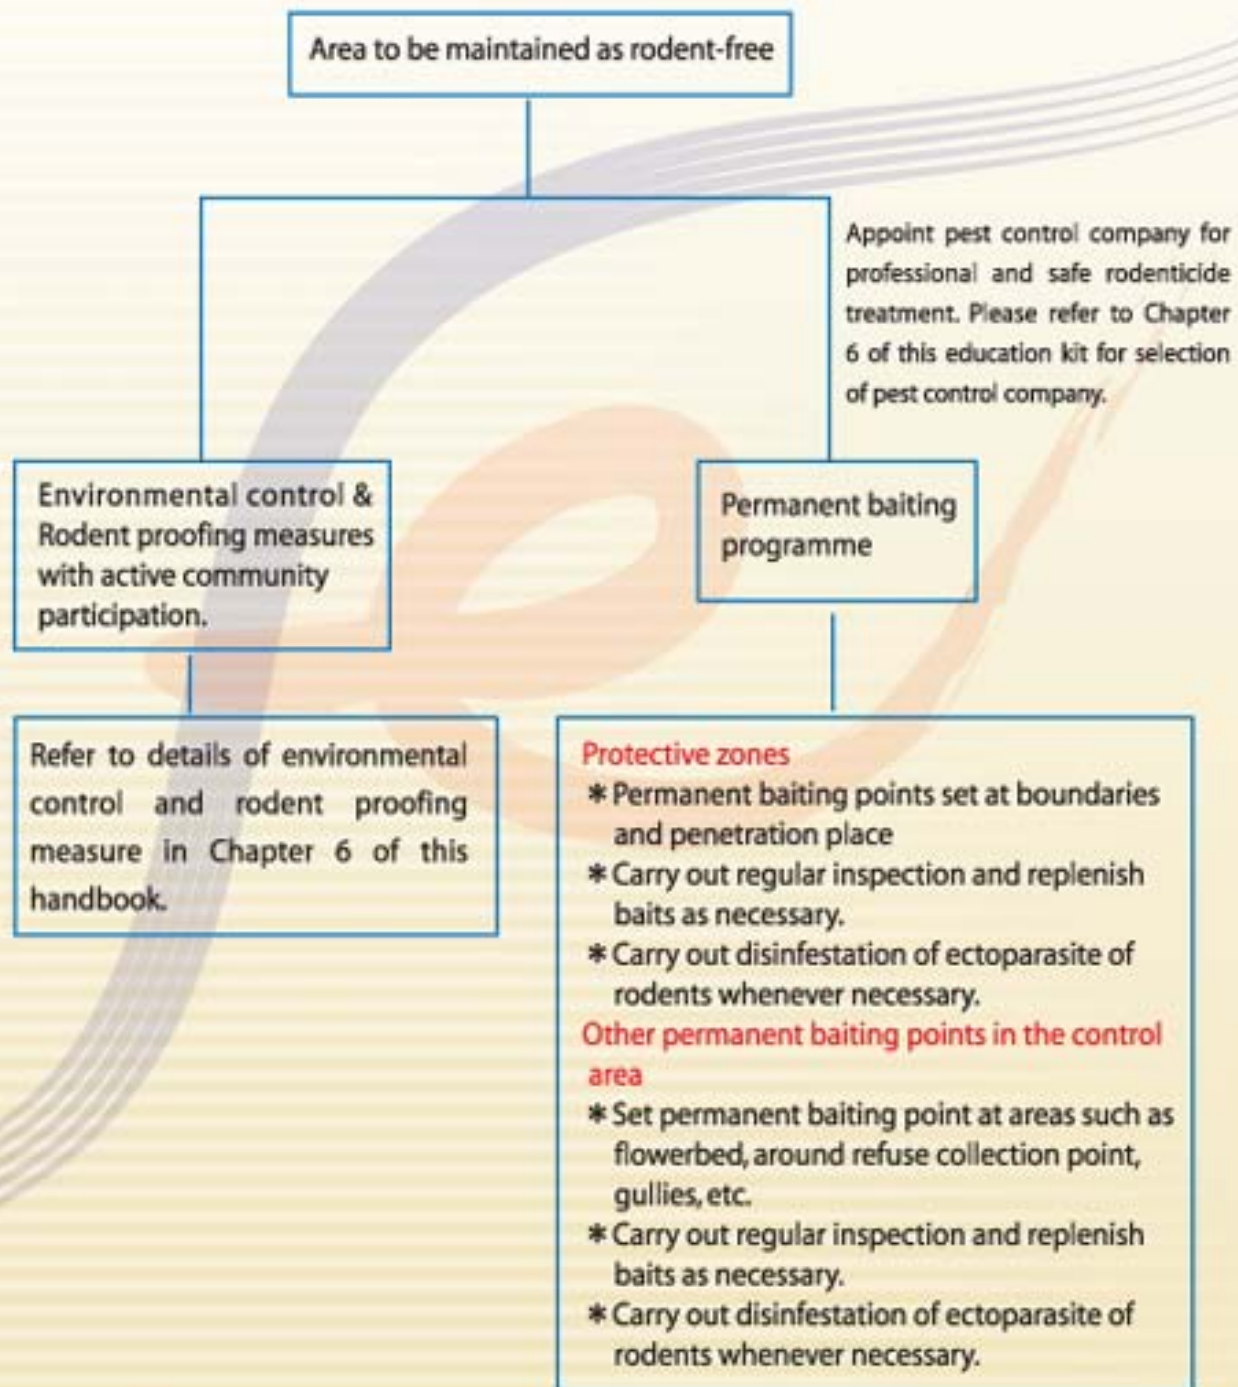 Area to be maintained as rodent-free
Appoint pest control company for
professional and safe rodenticide
treatment. Please refer to Chapter
6 of this education kit for selection
of pest control company.
Environmental control &
Rodent proofing measures
with active community
participation.
Permanent baiting
programme
Refer to details of environmental
control and rodent proofing
measure in Chapter 6 of this
handbook.
Protective zones
* Permanent baiting points set at boundaries
and penetration place
* Carry out regular inspection and replenish
baits as necessary.
* Carry out disinfestation of ectoparasite of
rodents whenever necessary.
Other permanent baiting points in the control
area
* Set permanent baiting point at areas such as
flowerbed, around refuse collection point,
gullies, etc.
* Carry out regular inspection and replenish
baits as necessary.
* Carry out disinfestation of ectoparasite of
rodents whenever necessary.